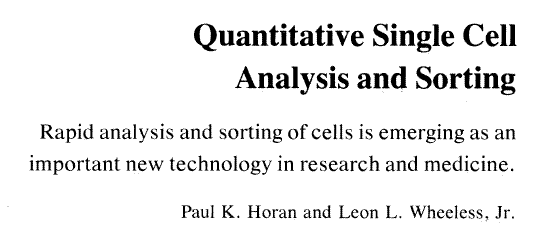 Quantitative Single Cell
Analysis and Sorting
Rapid analysis and sorting of cells is emerging as an
important new technology in research and medicine.
Paul K. Horan and Leon L. Wheeless, Jr.